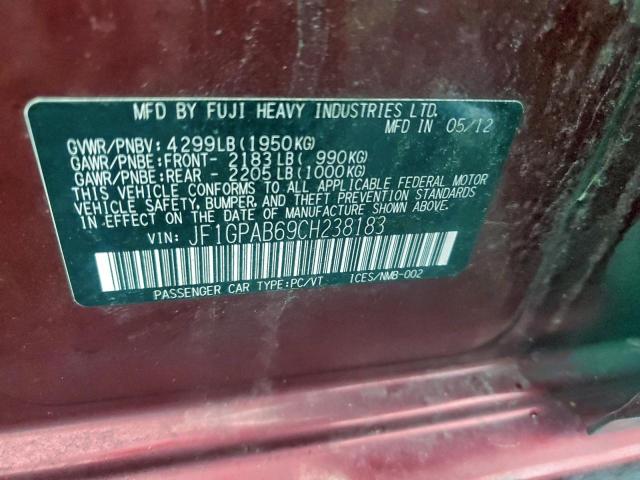 MFD BY FUJI HEAVY INDUSTRIES LTD.
MFD IN 05/12
GVWR/PNBV: 4299LB(1950KG)
GAWR/PNBE:FRONT- 2183LB( 990KG)
GAWR/PNBE:REAR - 2205LB(1000KG)
THIS VEHICLE CONFORMS TO ALL APPLICABLE FEDERAL MOTOR
VEHICLE SAFETY, BUMPER, AND THEFT PREVENTION STANDARDS
IN EFFECT ON THE DATE OF MANUFACTURE SHOWN ABOVE.
VIN: JF1GPAB69CH238183
PASSENGER CAR TYPE:PC/VT ICES/NMB-002